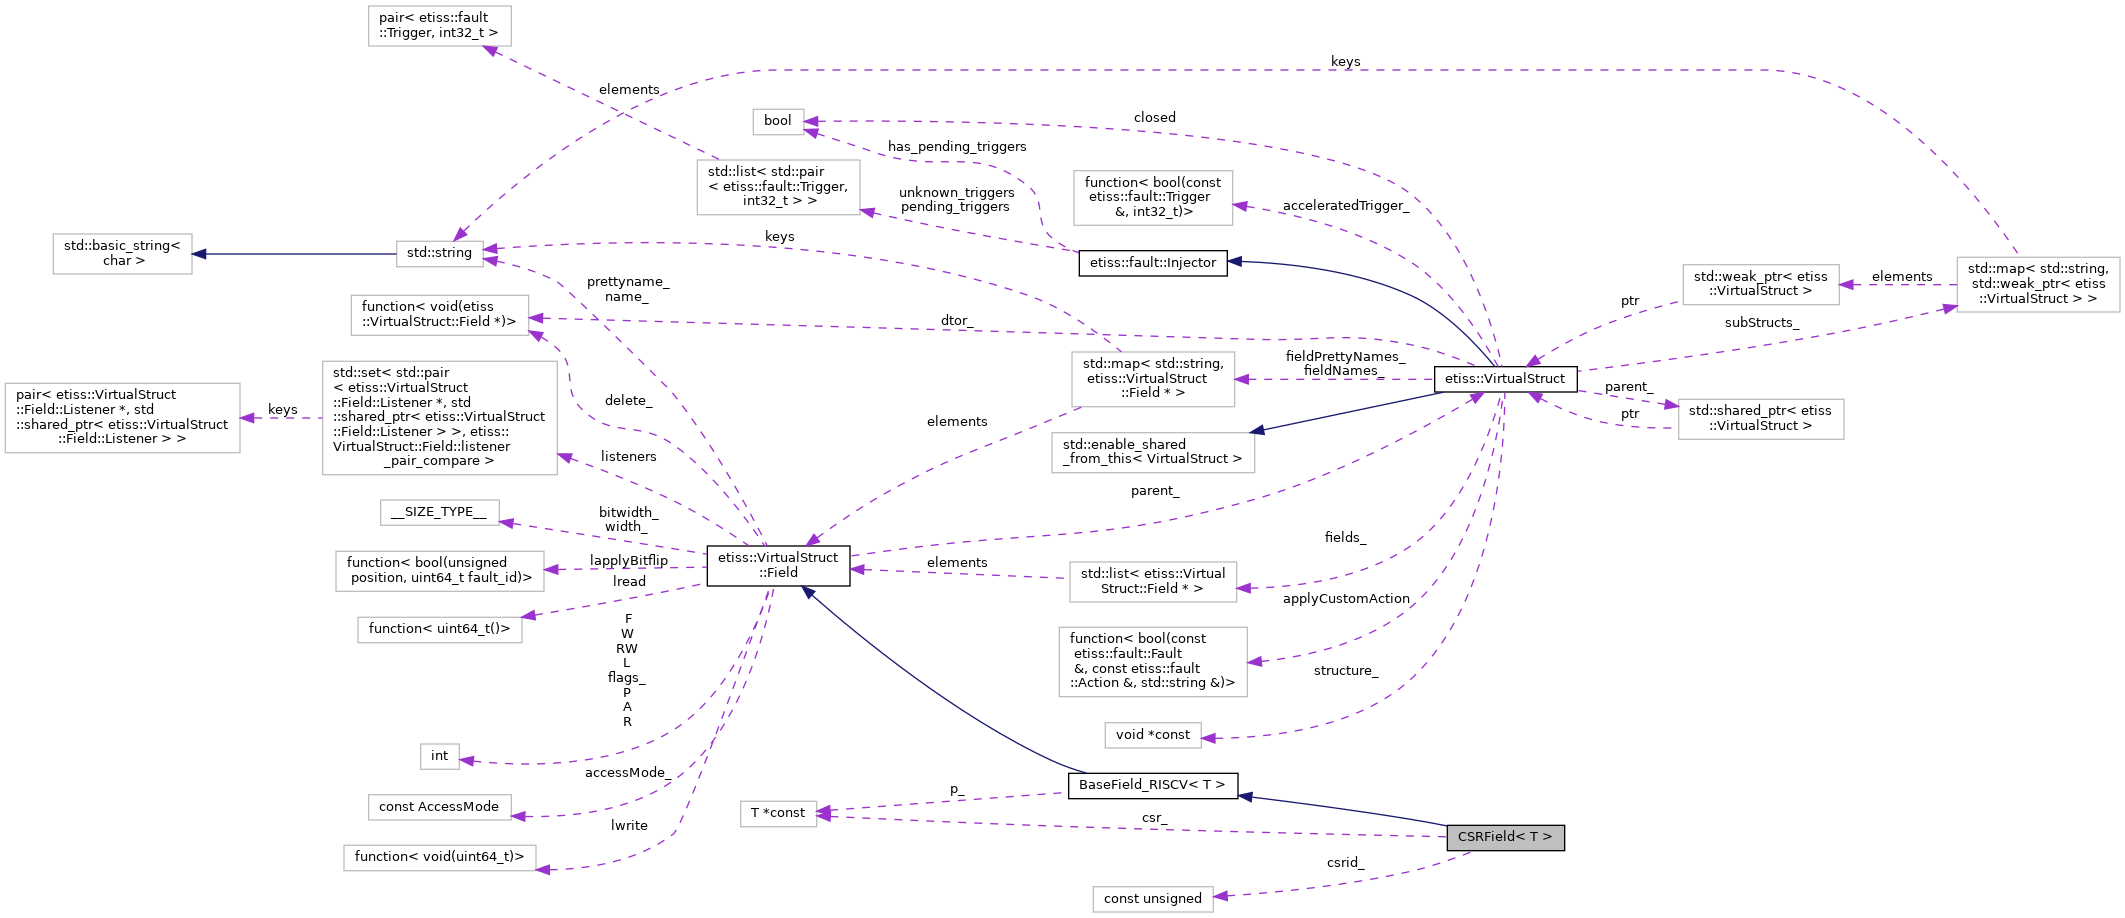 pair< etiss::fault
::Trigger, int32_t >
keys
elements
bool
closed
has_pending_triggers
std::list< std::pair
< etiss::fault::Trigger,
int32_t > >
function< bool(const
etiss::fault::Trigger
&, int32_t)>
unknown_triggers
pending_triggers
acceleratedTrigger_
std::basic_string<
char >
std::string
keys
etiss::fault::Injector
std::weak_ptr< etiss
::VirtualStruct >
elements
std::map< std::string,
std::weak_ptr< etiss
::VirtualStruct > >
prettyname_
name_
ptr
function< void(etiss
::VirtualStruct::Field *)>
dtor_
subStructs_
std::set< std::pair
< etiss::VirtualStruct
::Field::Listener *, std
::shared_ptr< etiss::VirtualStruct
::Field::Listener > >, etiss::
VirtualStruct::Field::listener
_pair_compare >
std::map< std::string,
etiss::VirtualStruct
::Field * >
fieldPrettyNames_
fieldNames_
etiss::VirtualStruct
parent_
pair< etiss::VirtualStruct
::Field::Listener *, std
::shared_ptr< etiss::VirtualStruct
::Field::Listener > >
keys
delete_
elements
ptr
std::shared_ptr< etiss
::VirtualStruct >
std::enable_shared
_from_this< VirtualStruct >
listeners
parent_
__SIZE_TYPE__
bitwidth_
width_
fields_
function< bool(unsigned
position, uint64_t fault_id)>
lapplyBitflip
etiss::VirtualStruct
::Field
elements
std::list< etiss::Virtual
Struct::Field * >
lread
applyCustomAction
function< uint64_t()>
F
W
RW
L
flags_
P
A
R
function< bool(const
etiss::fault::Fault
&, const etiss::fault
::Action &, std::string &)>
structure_
void *const
int
accessMode_
BaseField_RISCV< T >
p_
const AccessMode
T *const
csr_
lwrite
CSRField< T >
function< void(uint64_t)>
csrid_
const unsigned